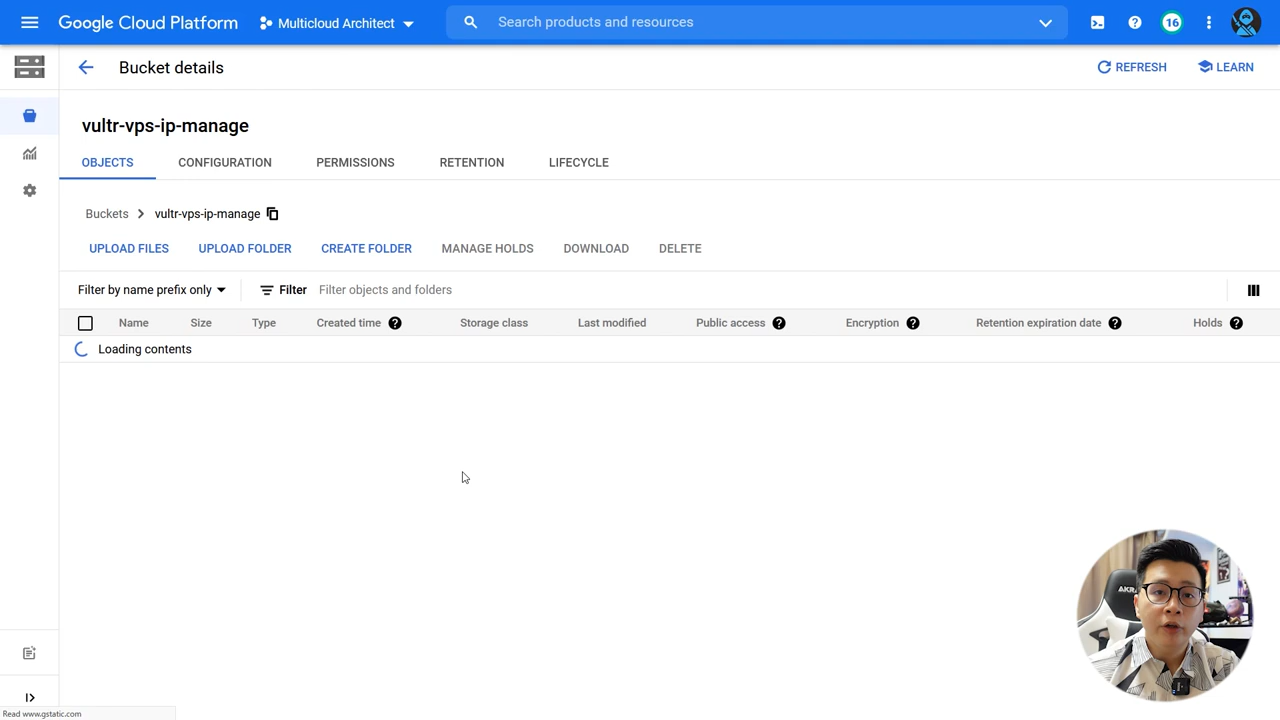 Google Cloud Platform
Multicloud Architect
Search products and resources
16
Bucket details
REFRESH
LEARN
vultr-vps-ip-manage
OBJECTS
CONFIGURATION
PERMISSIONS
RETENTION
LIFECYCLE
Buckets
vultr-vps-ip-manage
UPLOAD FILES
UPLOAD FOLDER
CREATE FOLDER
MANAGE HOLDS
DOWNLOAD
DELETE
Filter by name prefix only
Filter
Filter objects and folders
Name
Size
Type
Created time
Storage class
Last modified
Public access
Encryption
Retention expiration date
Holds
Loading contents
Read www.gstatic.com